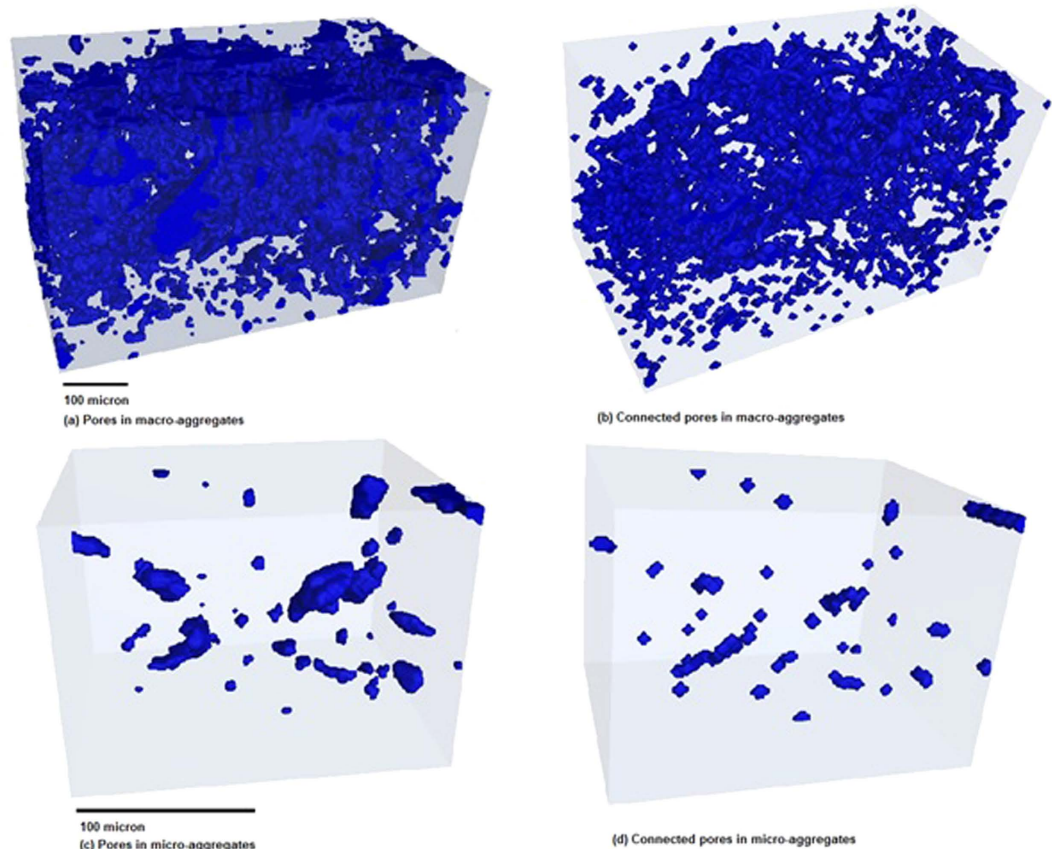 100 micron
(a) Pores in macro-aggregates
(b) Connected pores in macro-aggregates
100 micron
(c) Pores in micro-aggregates
(d) Connected pores in micro-aggregates